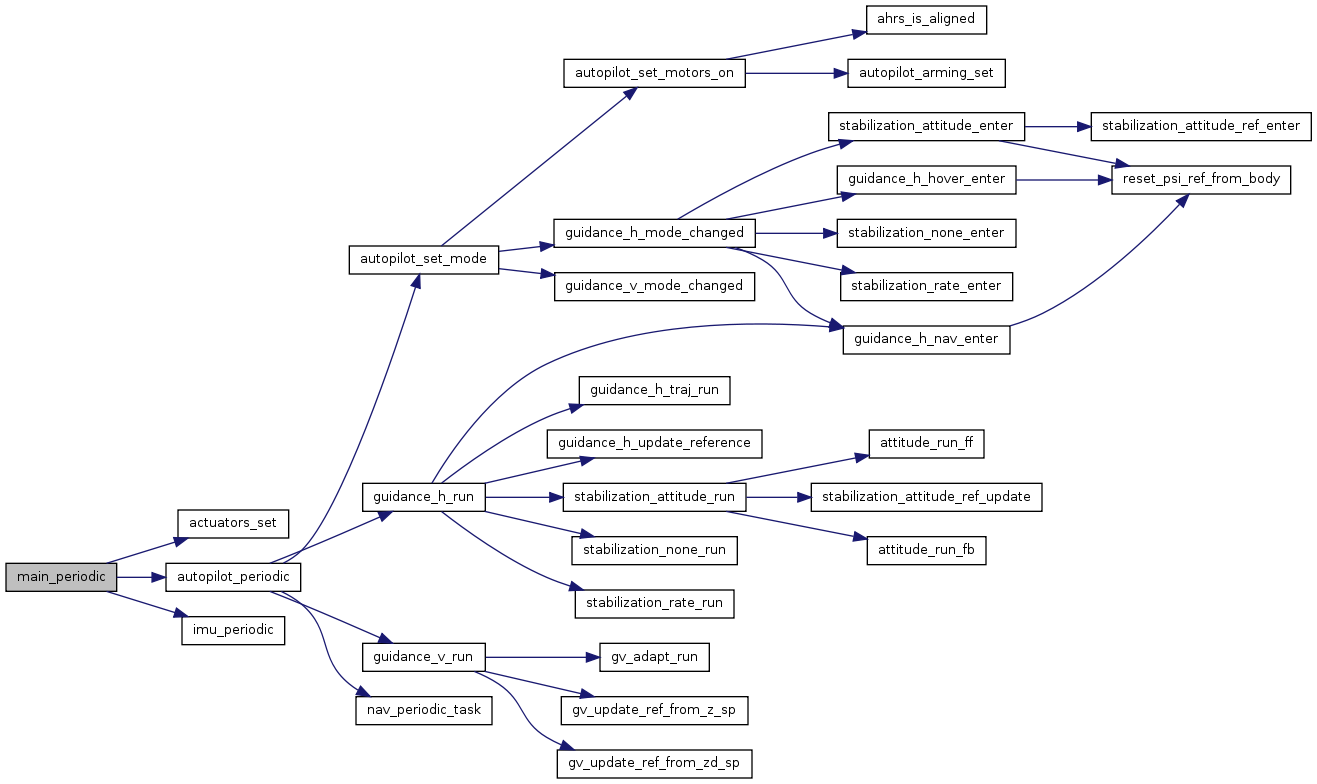 ahrs_is_aligned
autopilot_set_motors_on
autopilot_arming_set
stabilization_attitude_enter
stabilization_attitude_ref_enter
guidance_h_hover_enter
reset_psi_ref_from_body
guidance_h_mode_changed
stabilization_none_enter
autopilot_set_mode
guidance_v_mode_changed
stabilization_rate_enter
guidance_h_nav_enter
guidance_h_traj_run
guidance_h_update_reference
attitude_run_ff
guidance_h_run
stabilization_attitude_run
stabilization_attitude_ref_update
actuators_set
stabilization_none_run
attitude_run_fb
main_periodic
autopilot_periodic
stabilization_rate_run
imu_periodic
guidance_v_run
gv_adapt_run
nav_periodic_task
gv_update_ref_from_z_sp
gv_update_ref_from_zd_sp